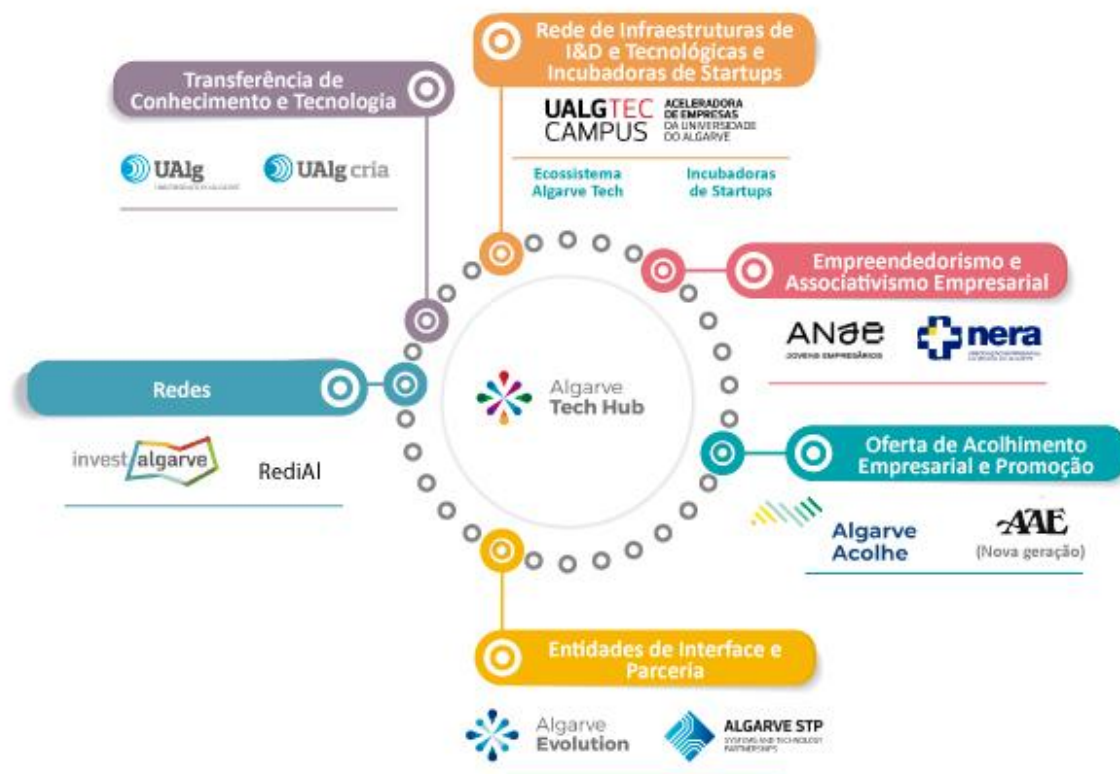 Rede de Infraestruturas de
I&D e Tecnológicas e
Incubadoras de Startups
UALGTEC
CAMPUS
ACELERADORA
DE EMPRESAS
DA UNIVERSIDADE
DO ALGARVE
Ecossistema
Algarve Tech
Incubadoras
de Startups
Transferência de
Conhecimento e Tecnologia
UAlg
UNIVERSIDADE DO ALGARVE
UAlg cria
Empreendedorismo e
Associativismo Empresarial
ANJE
JOVENS EMPRESÁRIOS
nera
Redes
invest algarve
RediAl
Algarve
Tech Hub
Oferta de Acolhimento
Empresarial e Promoção
Algarve
Acolhe
AAE
(Nova geração)
Entidades de Interface e
Parceria
Algarve
Evolution
ALGARVE STP
SYSTEMS AND TECHNOLOGY
PARTNERSHIPS